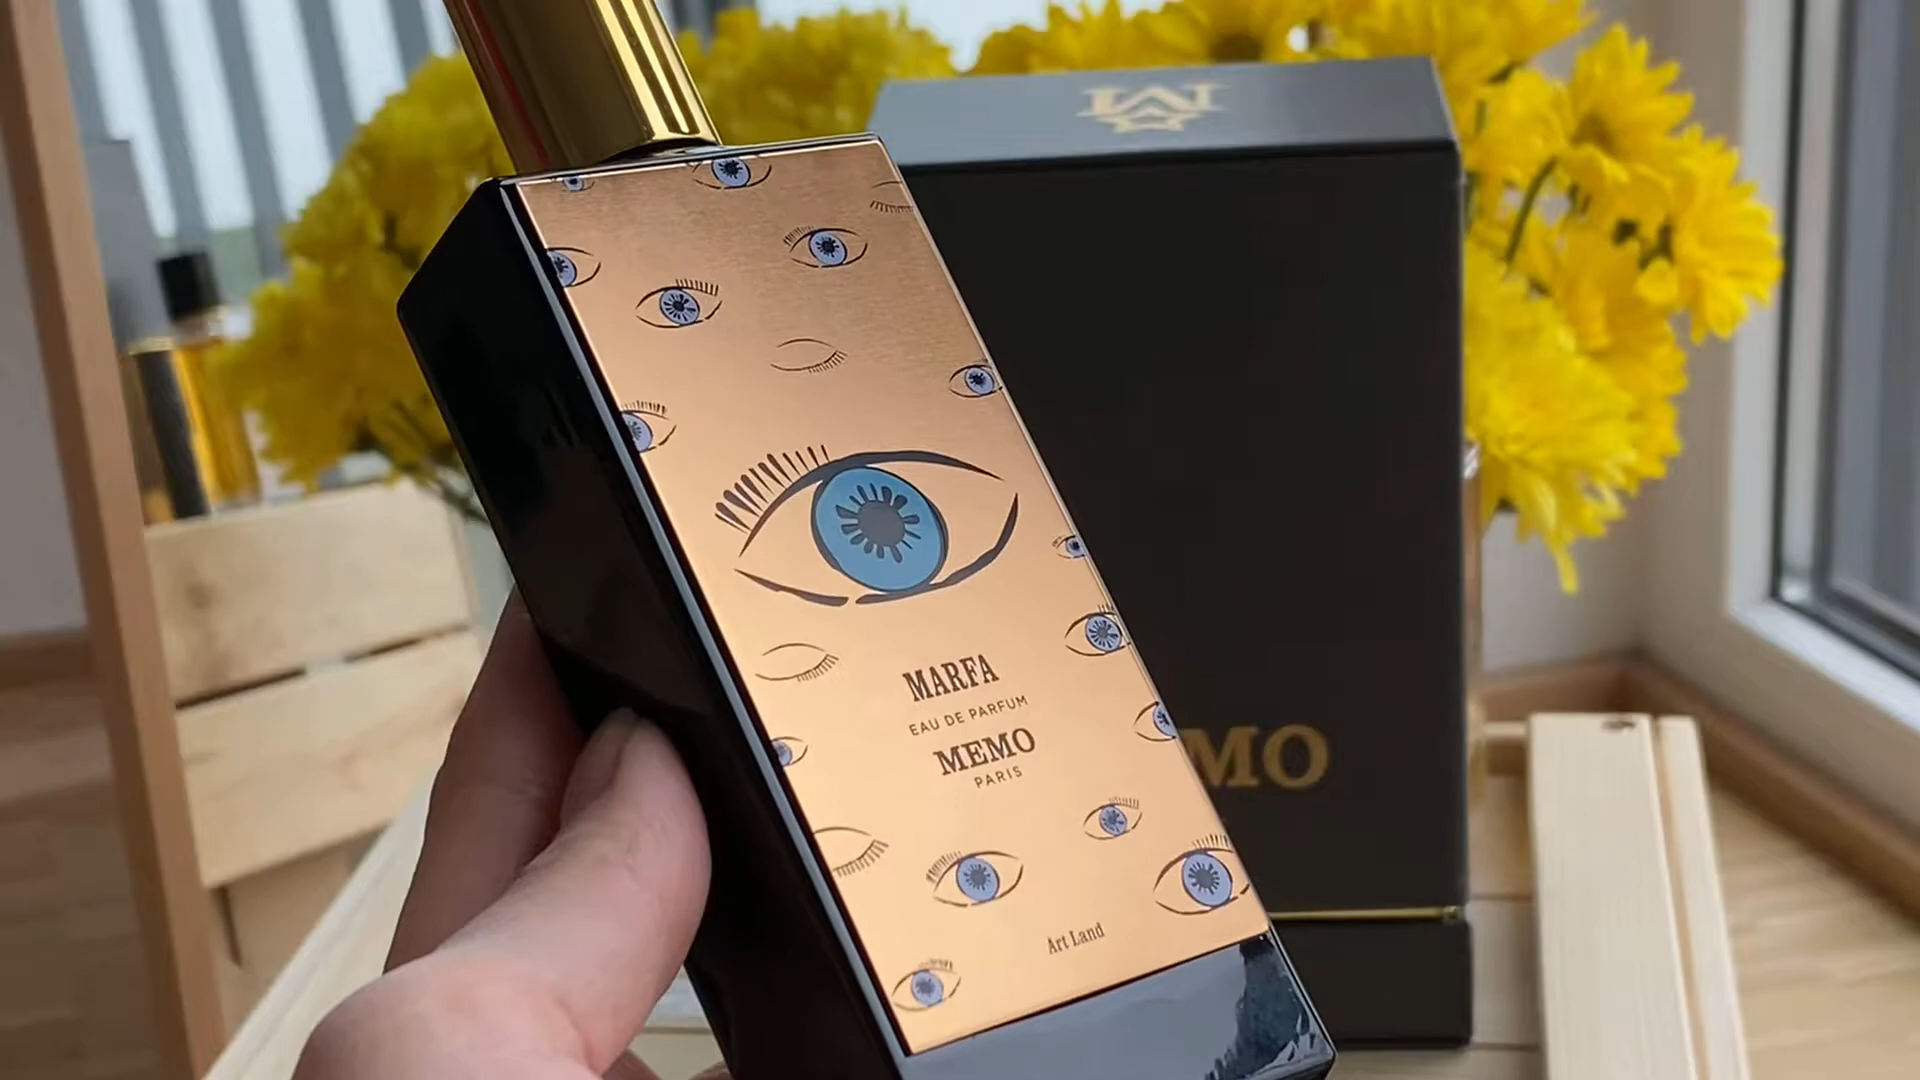 MARFA
EAU DE PARFUM
MEMO
PARIS
Art Land
MO